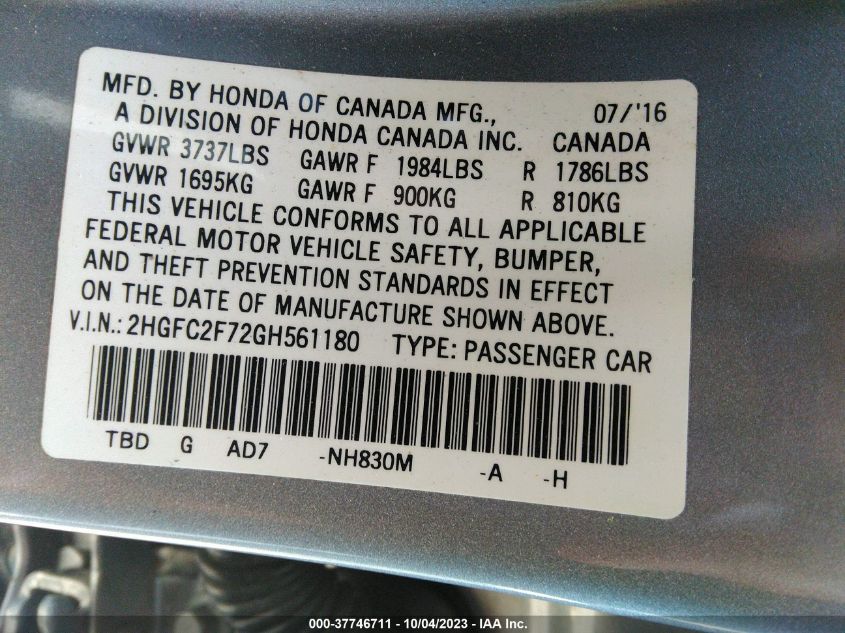 MFD. BY HONDA OF CANADA MFG., 07/'16
A DIVISION OF HONDA CANADA INC. CANADA
GVWR 3737LBS GAWR F 1984LBS R 1786LBS
GVWR 1695KG GAWR F 900KG R 810KG
THIS VEHICLE CONFORMS TO ALL APPLICABLE
FEDERAL MOTOR VEHICLE SAFETY, BUMPER,
AND THEFT PREVENTION STANDARDS IN EFFECT
ON THE DATE OF MANUFACTURE SHOWN ABOVE.
V.I.N.: 2HGFC2F72GH561180 TYPE: PASSENGER CAR
TBD G AD7 -NH830M -A -H
000-37746711 - 10/04/2023 - IAA Inc.